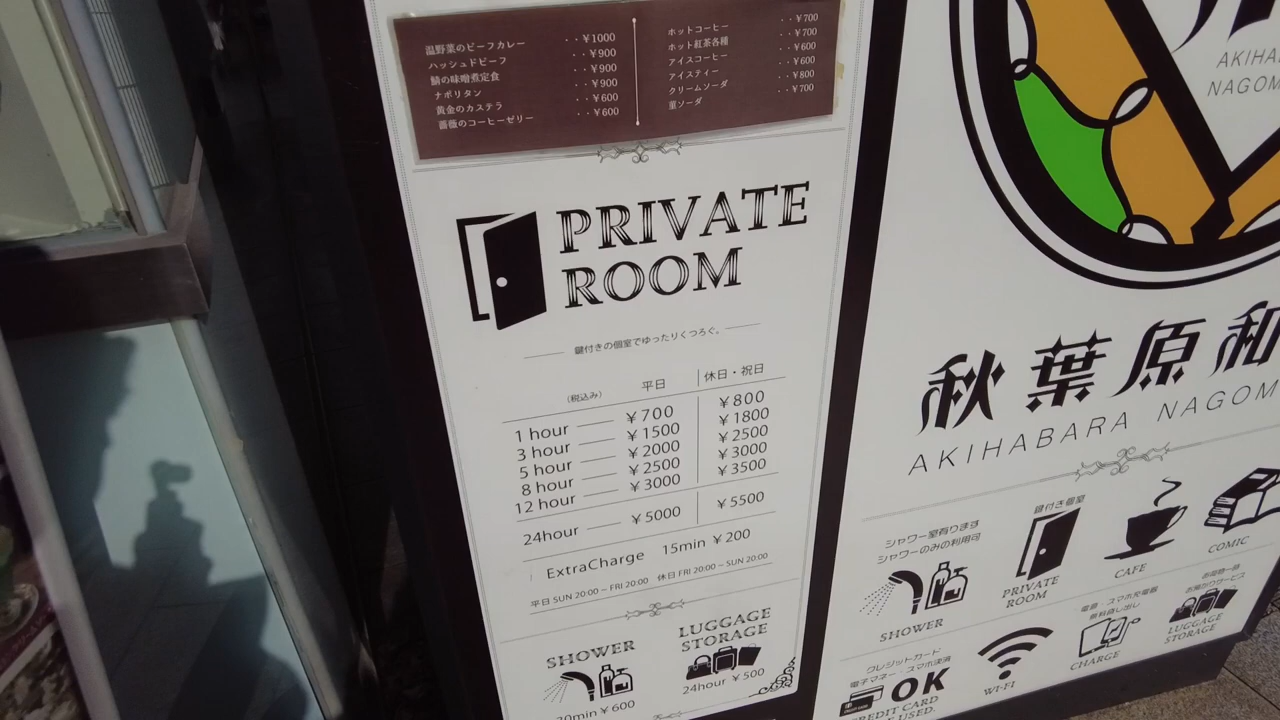 温野菜のビーフカレー ・・¥1000
ハッシュドビーフ ・・¥900
鯖の味噌煮定食 ・・¥900
ナポリタン ・・¥900
黄金のカステラ ・・¥600
薔薇のコーヒーゼリー ・・¥600
ホットコーヒー ・・¥700
ホット紅茶各種 ・・¥700
アイスコーヒー ・・¥600
アイスティー ・・¥600
クリームソーダ ・・¥800
菫ソーダ ・・¥700
PRIVATE
ROOM
鍵付きの個室でゆったりくつろぐ。
(税込み) 平日 休日・祝日
1 hour ¥700 ¥800
3 hour ¥1500 ¥1800
5 hour ¥2000 ¥2500
8 hour ¥2500 ¥3000
12 hour ¥3000 ¥3500
24hour ¥5000 ¥5500
ExtraCharge 15min ¥200
平日 SUN 20:00 ~ FRI 20:00 休日 FRI 20:00 ~ SUN 20:00
SHOWER
30min ¥600
LUGGAGE
STORAGE
24hour ¥500
AKIHA
NAGOM
秋葉原和
AKIHABARA NAGOM
シャワー室有ります
シャワーのみの利用可
SHOWER
鍵付き個室
PRIVATE
ROOM
CAFE
COMIC
クレジットカード
電子マネー・スマホ決済
OK
REDIT CARD
E USED.
WI-FI
電源・スマホ充電器
無料貸し出し
CHARGE
お荷物一時
お預かりサービス
LUGGAGE
STORAGE